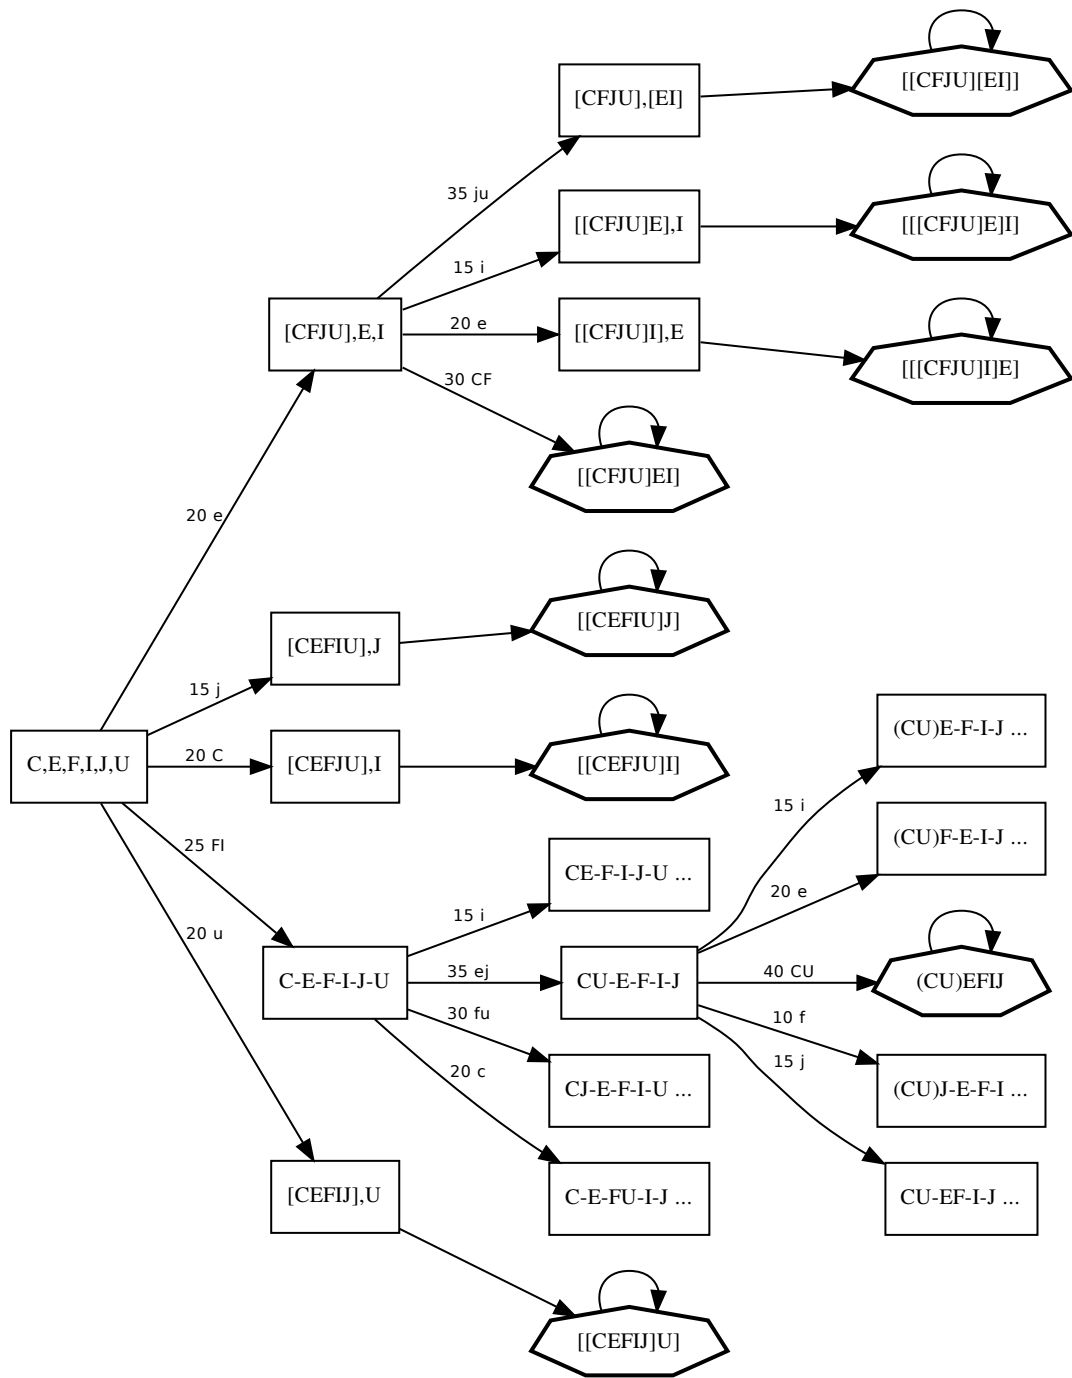 [[CFJU][EI]]
[CFJU],[EI]
35 ju
[[CFJU]E],I
[[[CFJU]E]I]
15 i
[CFJU],E,I
20 e
[[CFJU]I],E
[[[CFJU]I]E]
30 CF
[[CFJU]EI]
20 e
[[CEFIU]J]
[CEFIU],J
15 j
C,E,F,I,J,U
20 C
[CEFJU],I
[[CEFJU]I]
(CU)E-F-I-J ...
15 i
25 FI
(CU)F-E-I-J ...
CE-F-I-J-U ...
20 e
15 i
20 u
C-E-F-I-J-U
35 ej
CU-E-F-I-J
40 CU
(CU)EFIJ
30 fu
10 f
20 c
15 j
CJ-E-F-I-U ...
(CU)J-E-F-I ...
[CEFIJ],U
C-E-FU-I-J ...
CU-EF-I-J ...
[[CEFIJ]U]